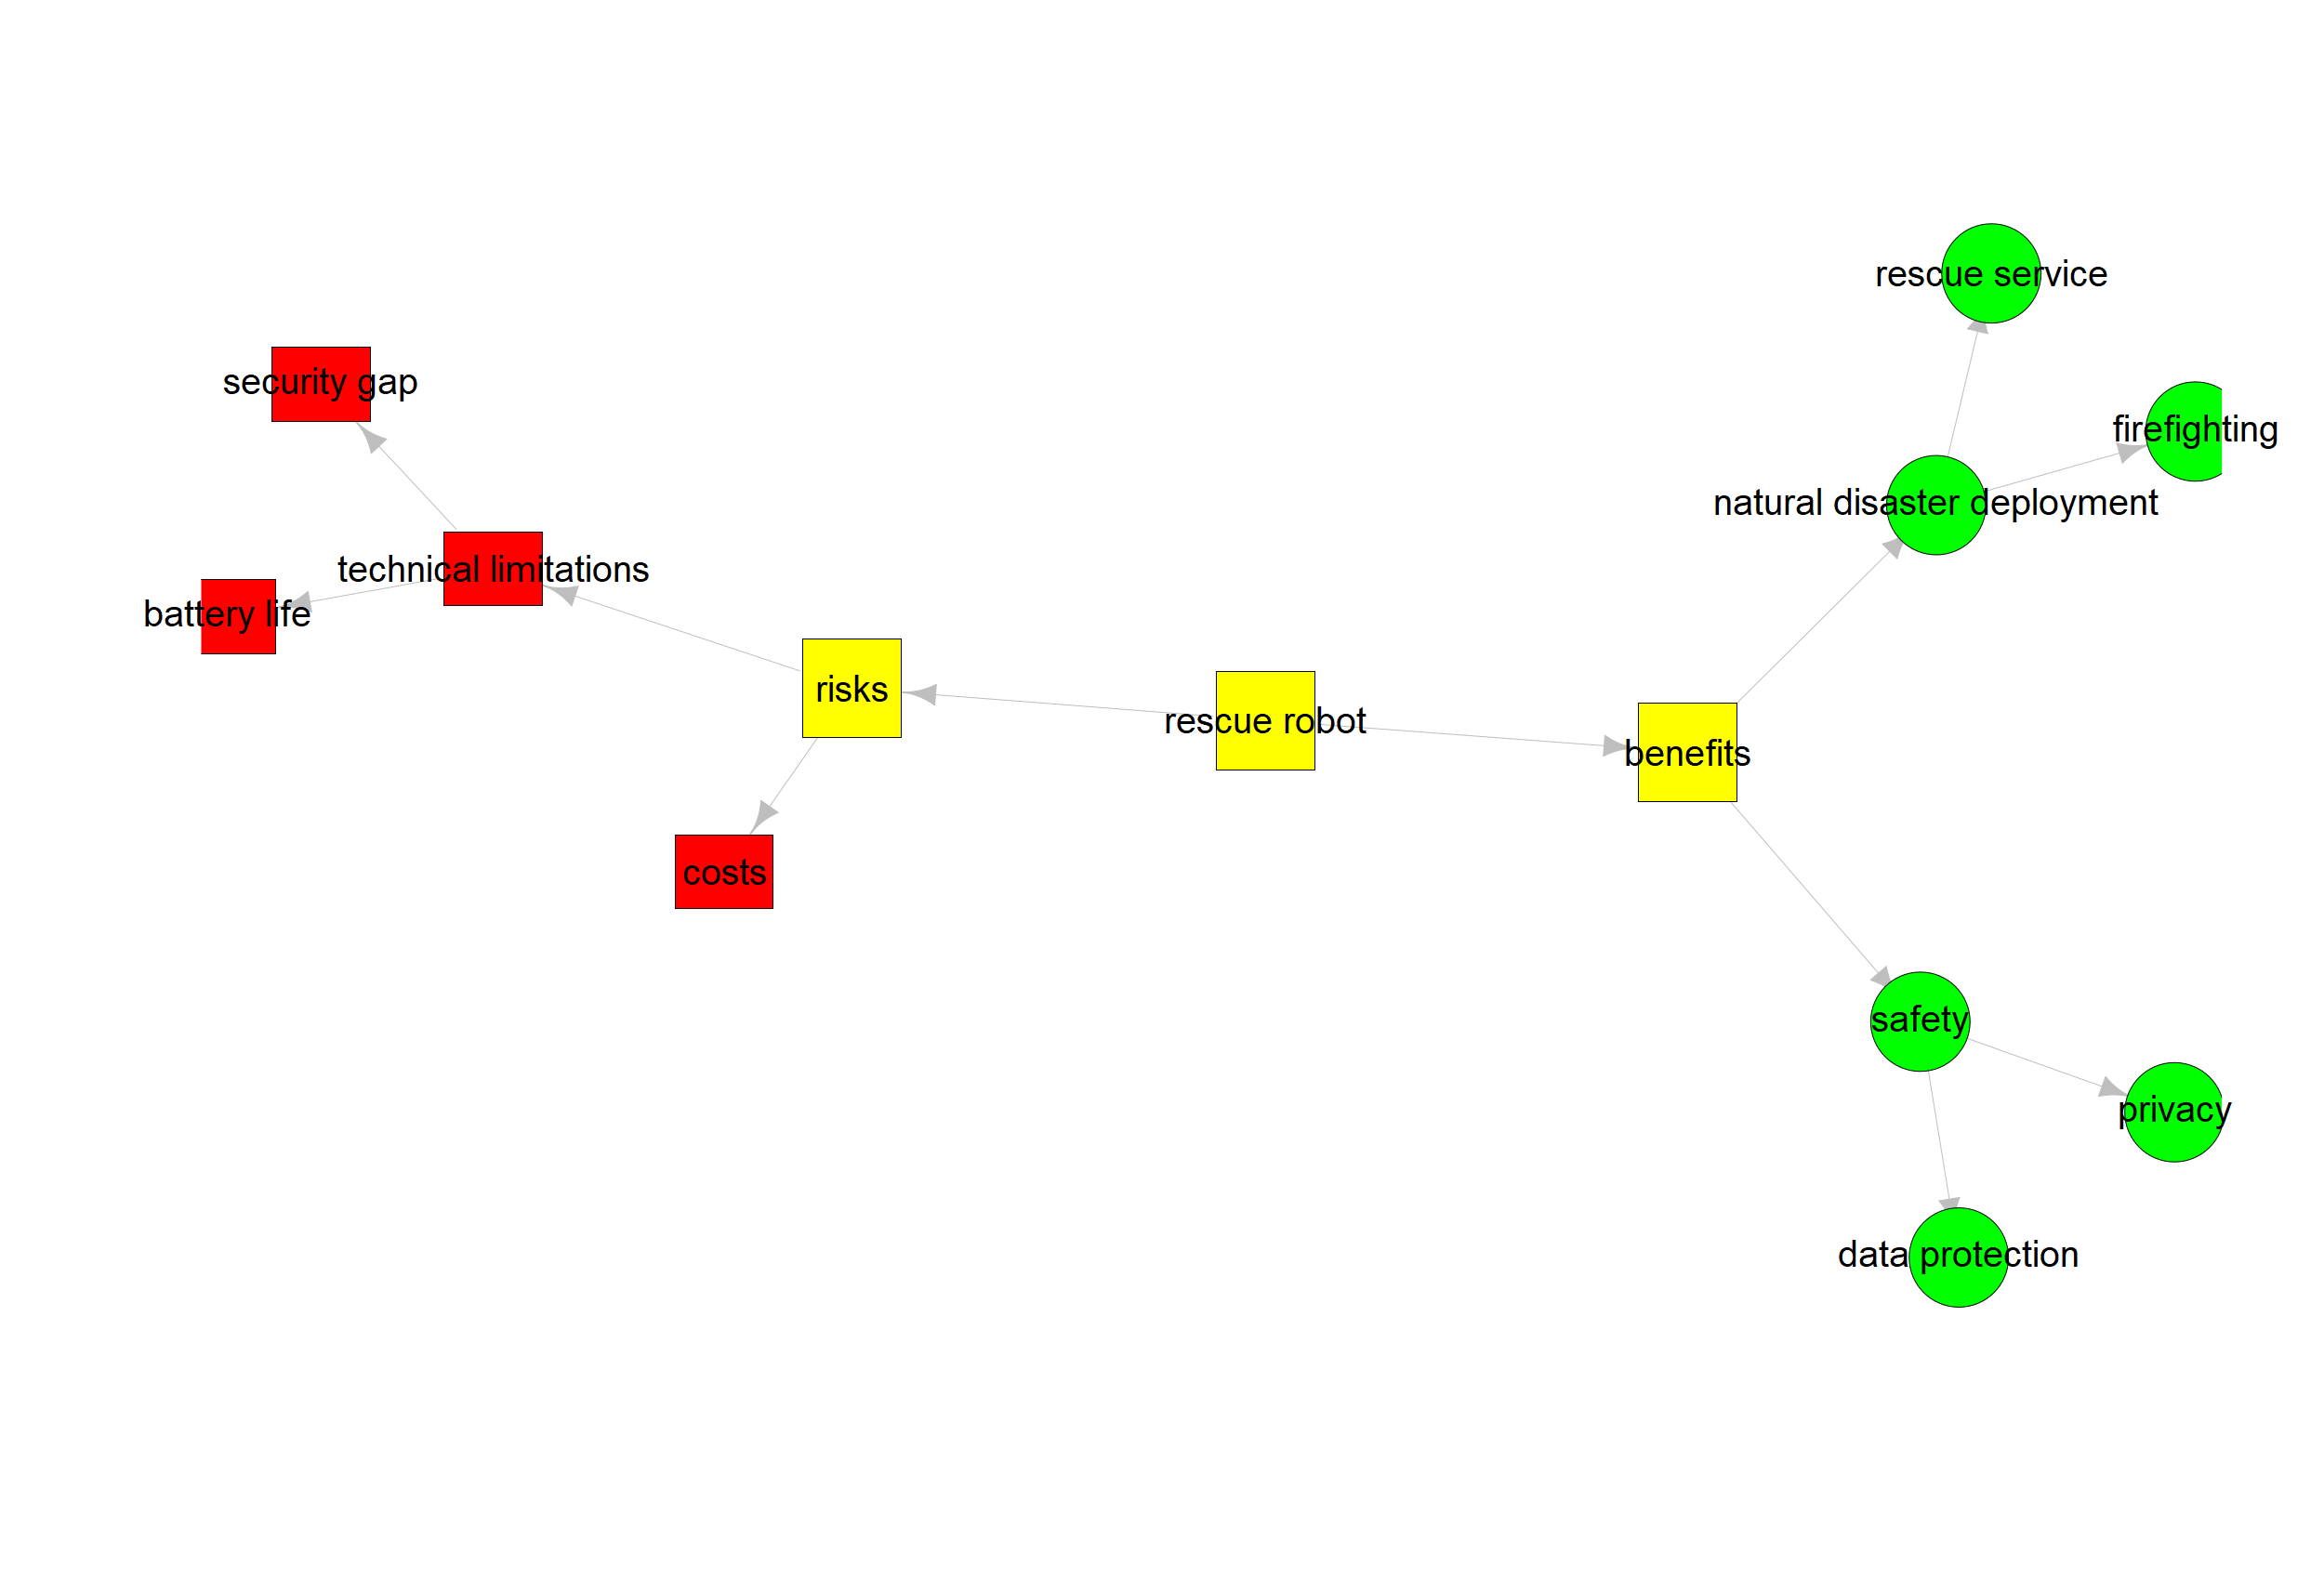 rescue service
security gap
firefighting
natural disaster deployment
technical limitations
battery life
risks
rescue robot
benefits
costs
safety
privacy
data protection